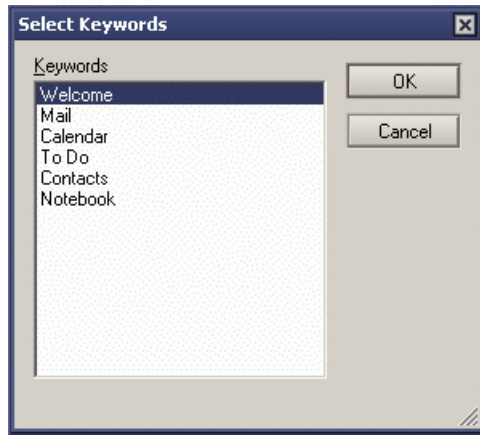 Select Keywords
Keywords
OK
Welcome
Mail
Cancel
Calendar
To Do
Contacts
Notebook